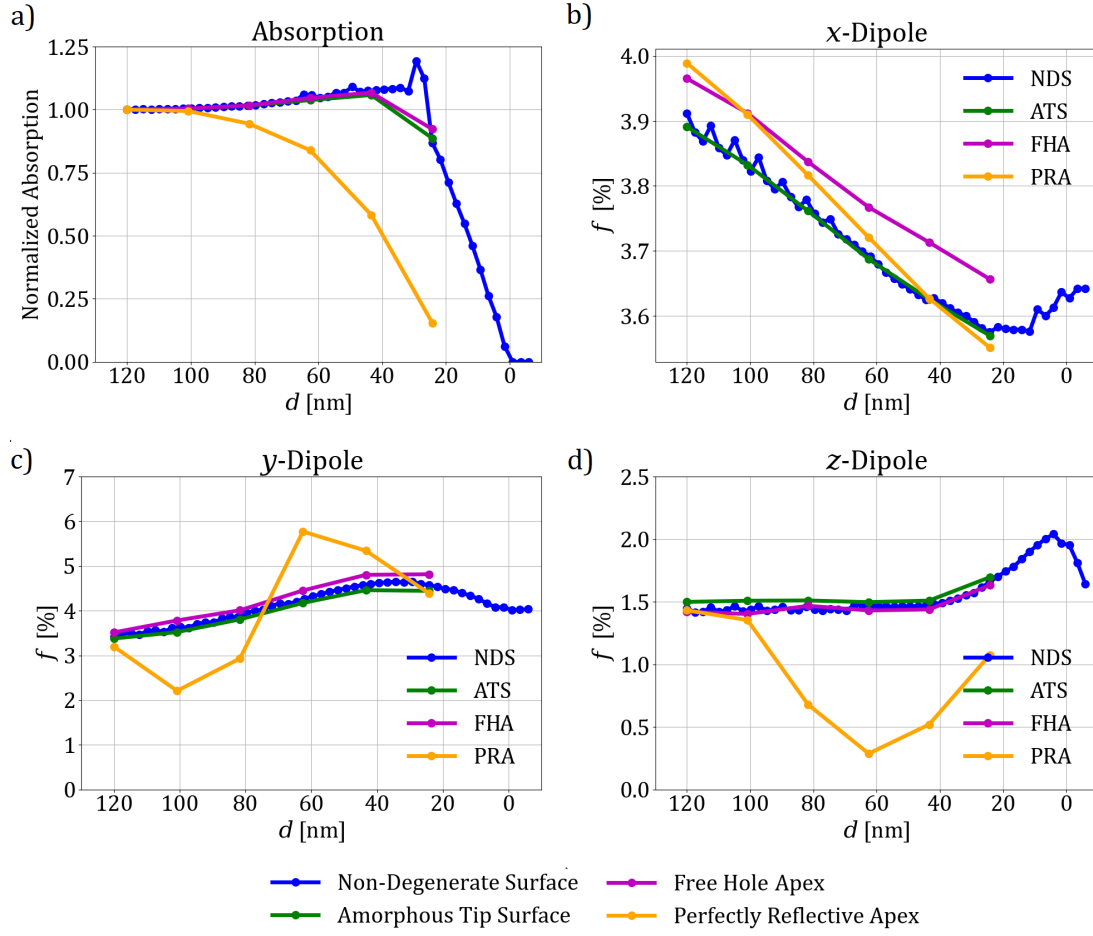 a)
Absorption
1.25
1.00
0.75
0.50
0.25
0.00
Normalized Absorption
120 100 80 60 40 20 0
d [nm]
b)
x-Dipole
4.0
3.9
3.8
3.7
3.6
f [%]
NDS
ATS
FHA
PRA
120 100 80 60 40 20 0
d [nm]
c)
y-Dipole
7
6
5
4
3
2
1
0
f [%]
NDS
ATS
FHA
PRA
120 100 80 60 40 20 0
d [nm]
d)
z-Dipole
2.5
2.0
1.5
1.0
0.5
0.0
f [%]
NDS
ATS
FHA
PRA
120 100 80 60 40 20 0
d [nm]
Non-Degenerate Surface
Free Hole Apex
Amorphous Tip Surface
Perfectly Reflective Apex